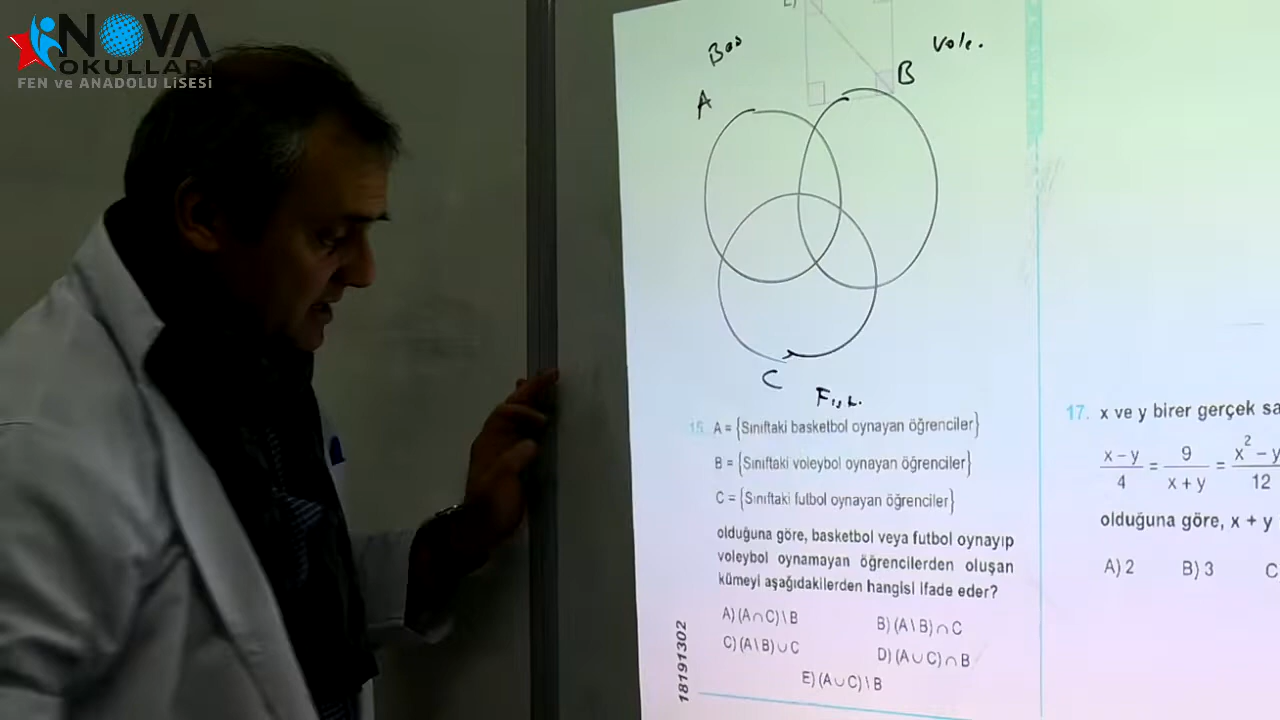 NOVA
OKULLARI
FEN ve ANADOLU LİSESİ
Bas
Vole.
A
B
C
16. A = {Sınıftaki basketbol oynayan öğrenciler}
B = {Sınıftaki voleybol oynayan öğrenciler}
C = {Sınıftaki futbol oynayan öğrenciler}
olduğuna göre, basketbol veya futbol oynayıp
voleybol oynamayan öğrencilerden oluşan
kümeyi aşağıdakilerden hangisi ifade eder?
A) (A∩C)\B
B) (A\B)∩C
C) (A\B)∪C
D) (A∪C)∩B
E) (A∪C)\B
18191302
17. x ve y birer gerçek sa
x–y/4 = 9/x+y = x²–y/12
olduğuna göre, x + y
A) 2 B) 3 C